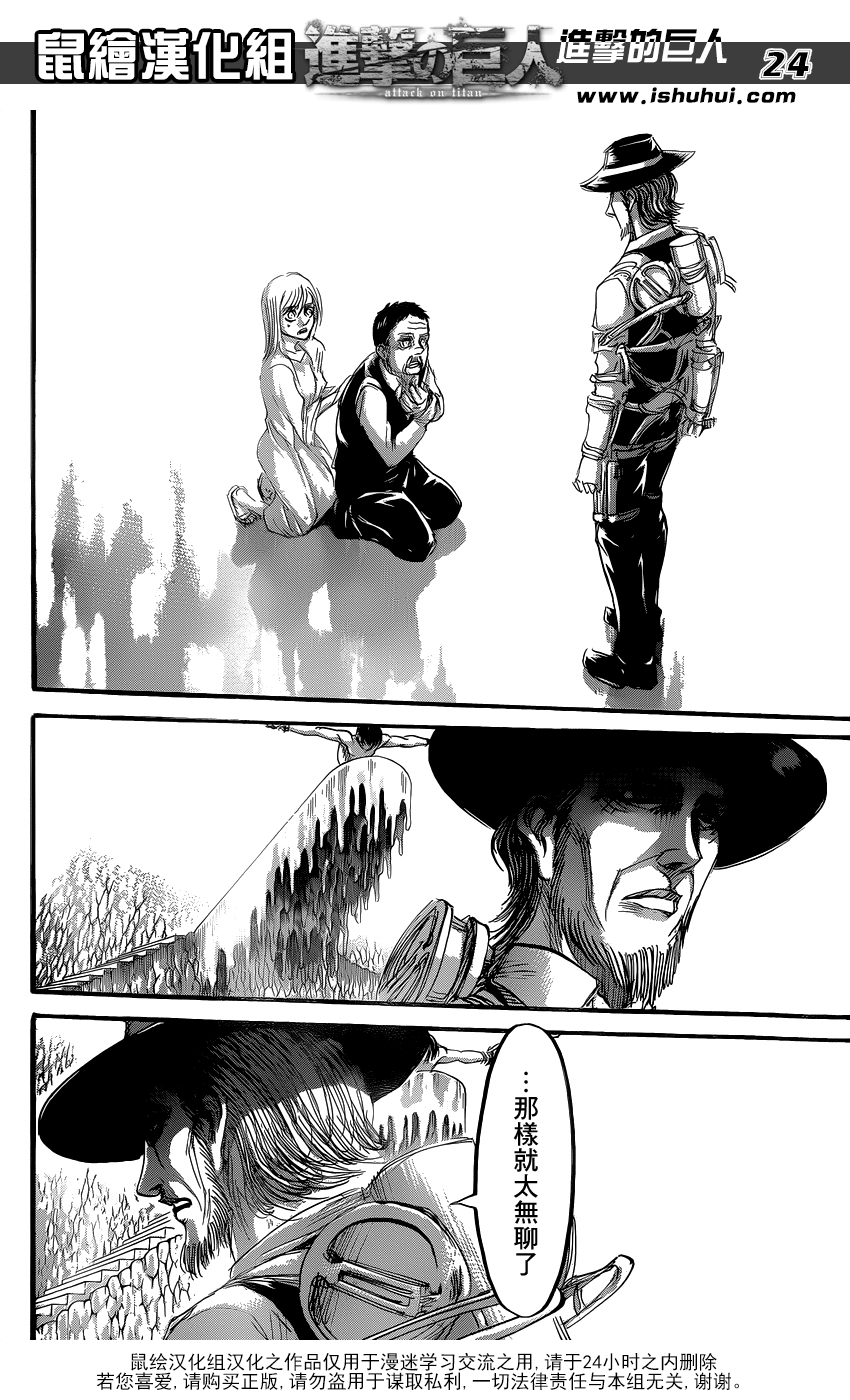 鼠繪漢化組 進撃の巨人 進擊的巨人 24
attack on titan
www.ishuhui.com
…那樣就太無聊了
鼠绘汉化组汉化之作品仅用于漫迷学习交流之用,请于24小时之内删除
若您喜爱,请购买正版,请勿盗用于谋取私利,一切法律责任与本组无关,谢谢。